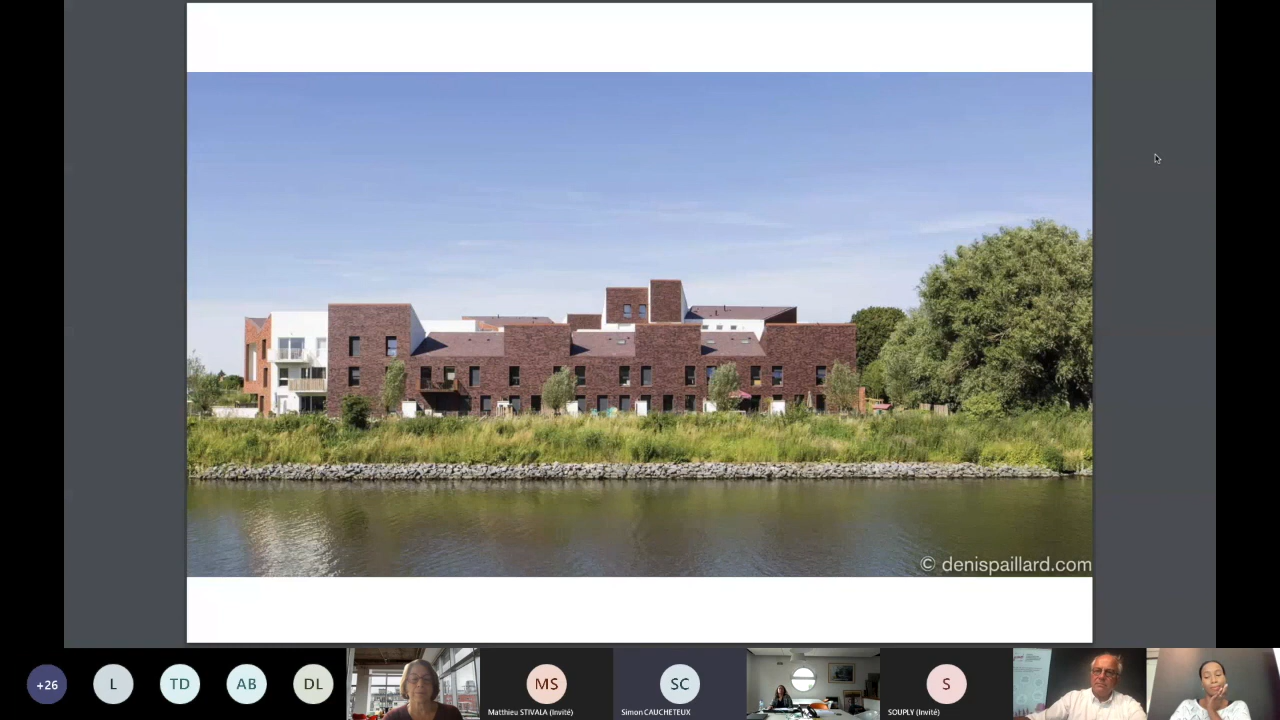 © denispaillard.com
+26
L
TD
AB
DL
MS
Matthieu STIVALA (Invité)
SC
Simon CAUCHETEUX
S
SOUPLY (Invité)